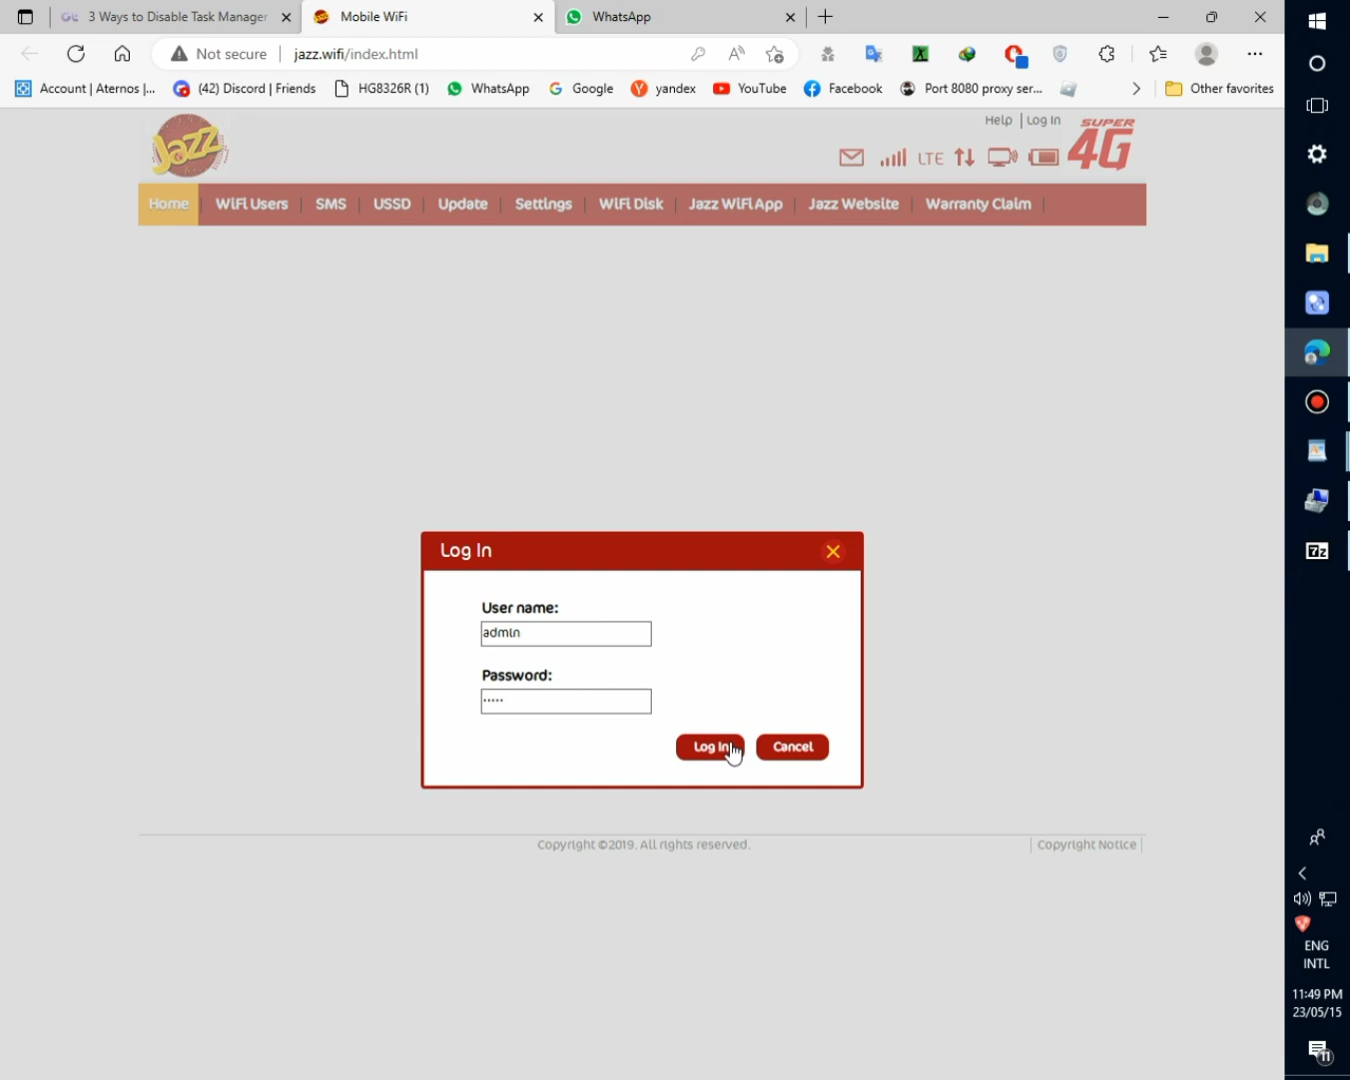 3 Ways to Disable Task Manager
Mobile WiFi
WhatsApp
Not secure
jazz.wifi/index.html
Account | Aternos |...
(42) Discord | Friends
HG8326R (1)
WhatsApp
Google
yandex
YouTube
Facebook
Port 8080 proxy ser...
Other favorites
Jazz
Help
Log In
SUPER
4G
LTE
Home
WiFi Users
SMS
USSD
Update
Settings
WiFi Disk
Jazz WiFi App
Jazz Website
Warranty Claim
Log In
User name:
admin
Password:
•••••
Log In
Cancel
Copyright ©2019. All rights reserved.
Copyright Notice
7z
ENG
INTL
11:49 PM
23/05/15
11